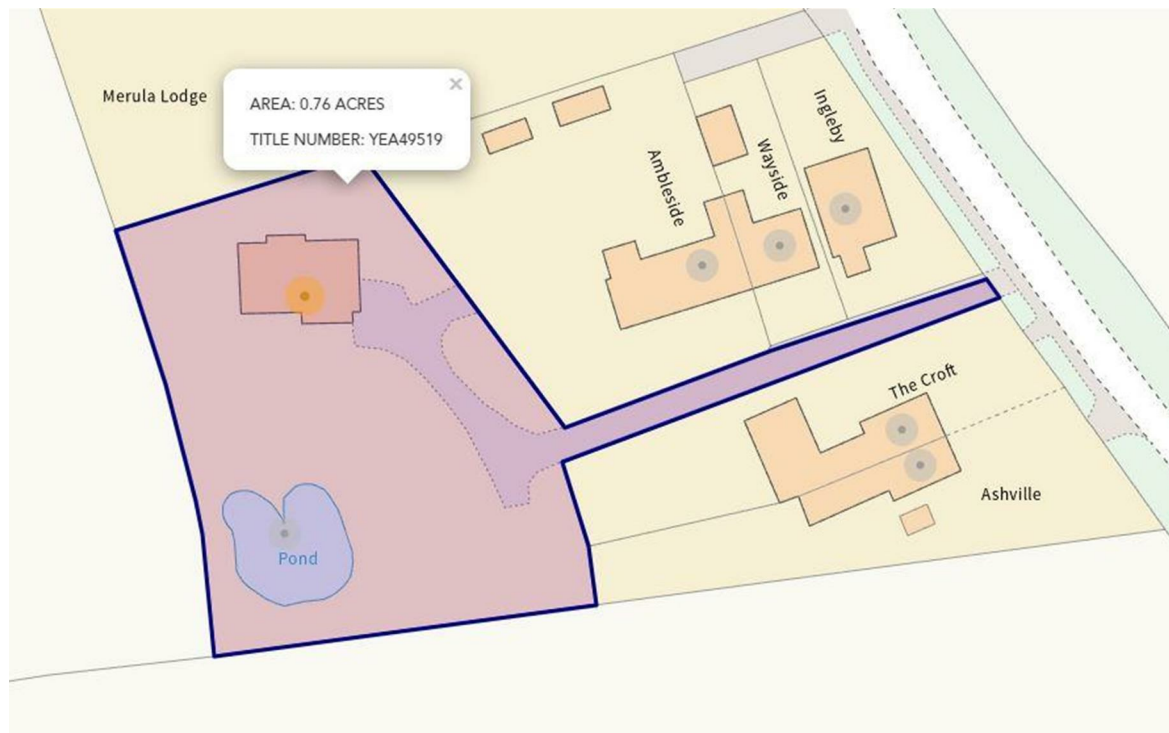 Merula Lodge
×
AREA: 0.76 ACRES
TITLE NUMBER: YEA49519
Ambleside
Wayside
Ingleby
The Croft
Ashville
Pond